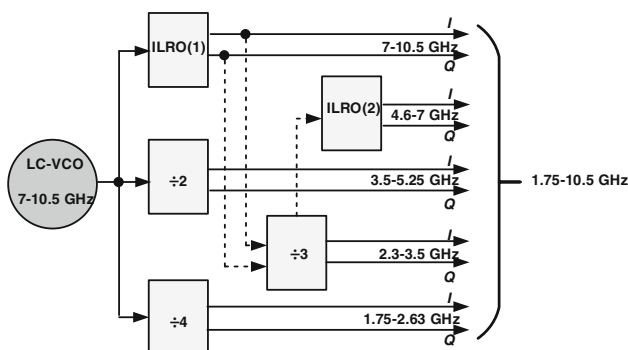 I
ILRO(1)
7-10.5 GHz
Q
I
ILRO(2)
4.6-7 GHz
Q
LC-VCO
7-10.5 GHz
I
÷2
3.5-5.25 GHz
Q
1.75-10.5 GHz
I
÷3
2.3-3.5 GHz
Q
I
÷4
1.75-2.63 GHz
Q